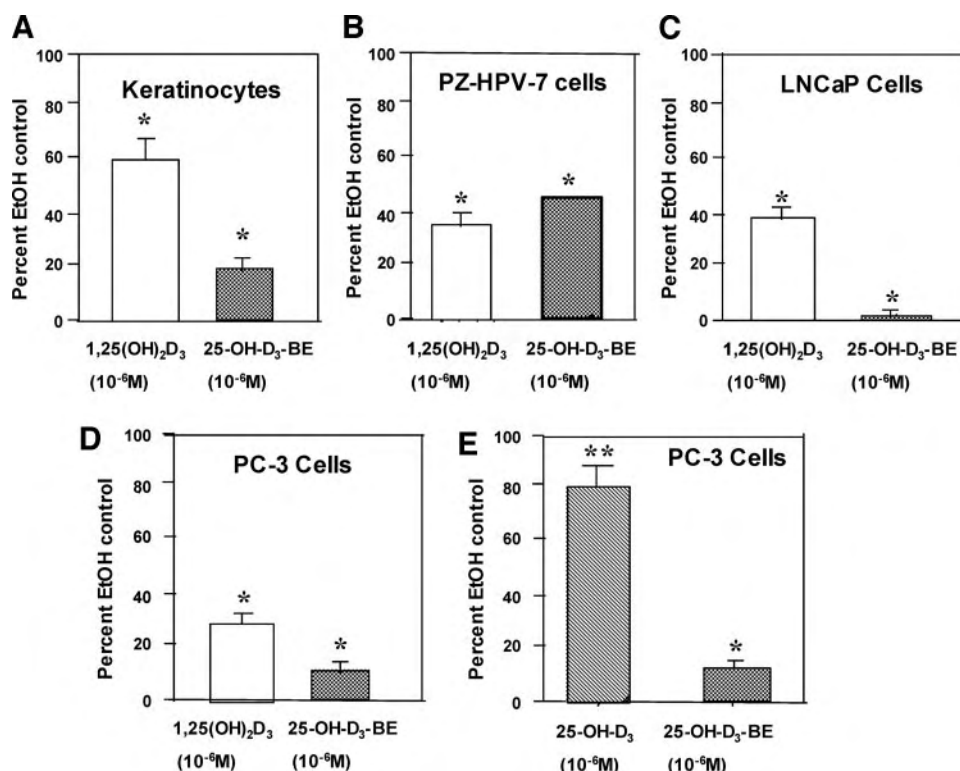 A
Percent EtOH control
100
80
60
40
20
0
Keratinocytes
*
*
1,25(OH)₂D₃ 25-OH-D₃-BE
(10⁻⁶M) (10⁻⁶M)
B
Percent EtOH control
100
80
60
40
20
0
PZ-HPV-7 cells
*
*
1,25(OH)₂D₃ 25-OH-D₃-BE
(10⁻⁶M) (10⁻⁶M)
C
Percent EtOH control
100
80
60
40
20
0
LNCaP Cells
*
*
1,25(OH)₂D₃ 25-OH-D₃-BE
(10⁻⁶M) (10⁻⁶M)
D
Percent EtOH control
100
80
60
40
20
0
PC-3 Cells
*
*
1,25(OH)₂D₃ 25-OH-D₃-BE
(10⁻⁶M) (10⁻⁶M)
E
Percent EtOH control
100
80
60
40
20
0
PC-3 Cells
**
*
25-OH-D₃ 25-OH-D₃-BE
(10⁻⁶M) (10⁻⁶M)